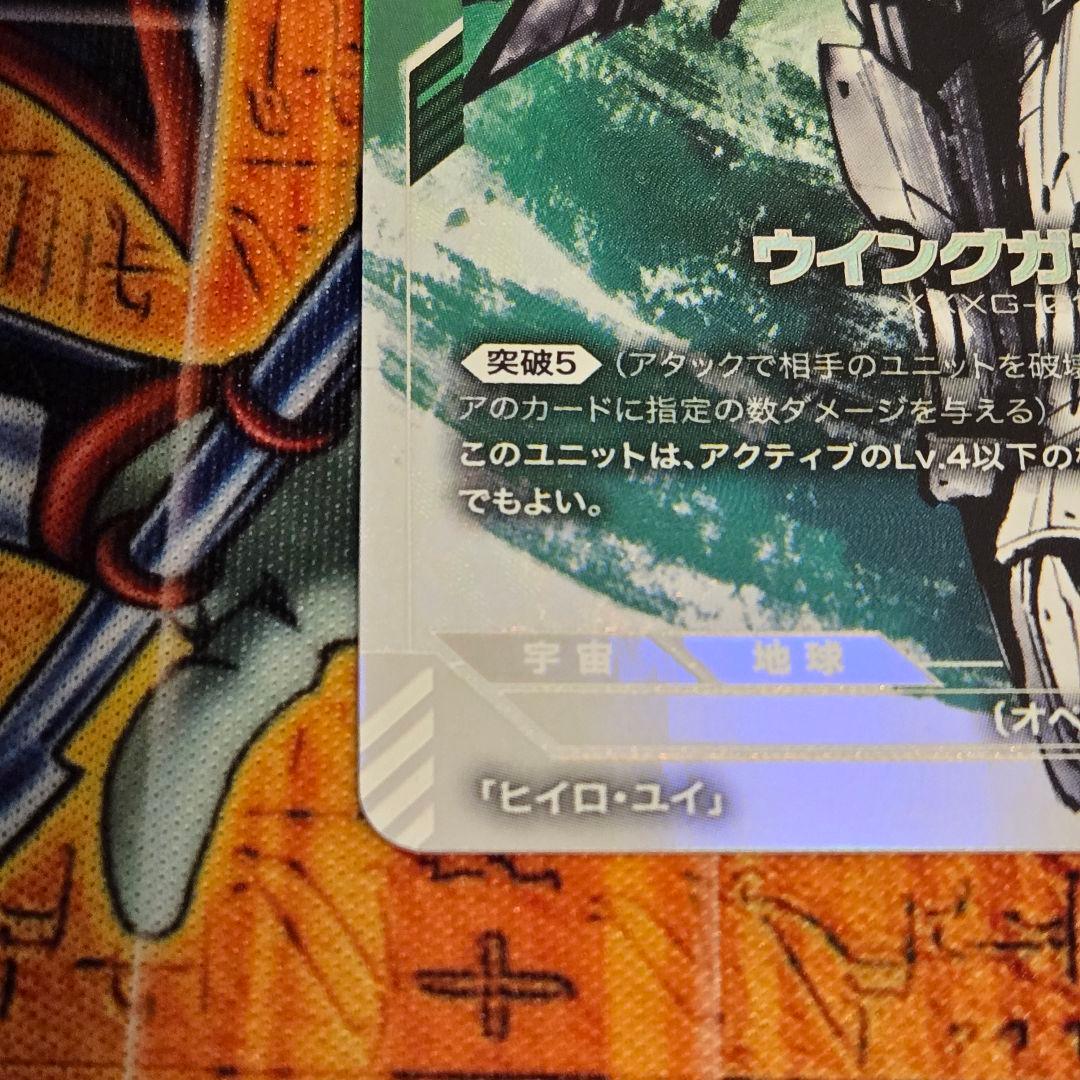 ウイングガ
XXXG-01
突破5 (アタックで相手のユニットを破壊
アのカードに指定の数ダメージを与える)
このユニットは、アクティブのLv.4以下の
でもよい。
宇宙 地球
(オペ
「ヒイロ・ユイ」